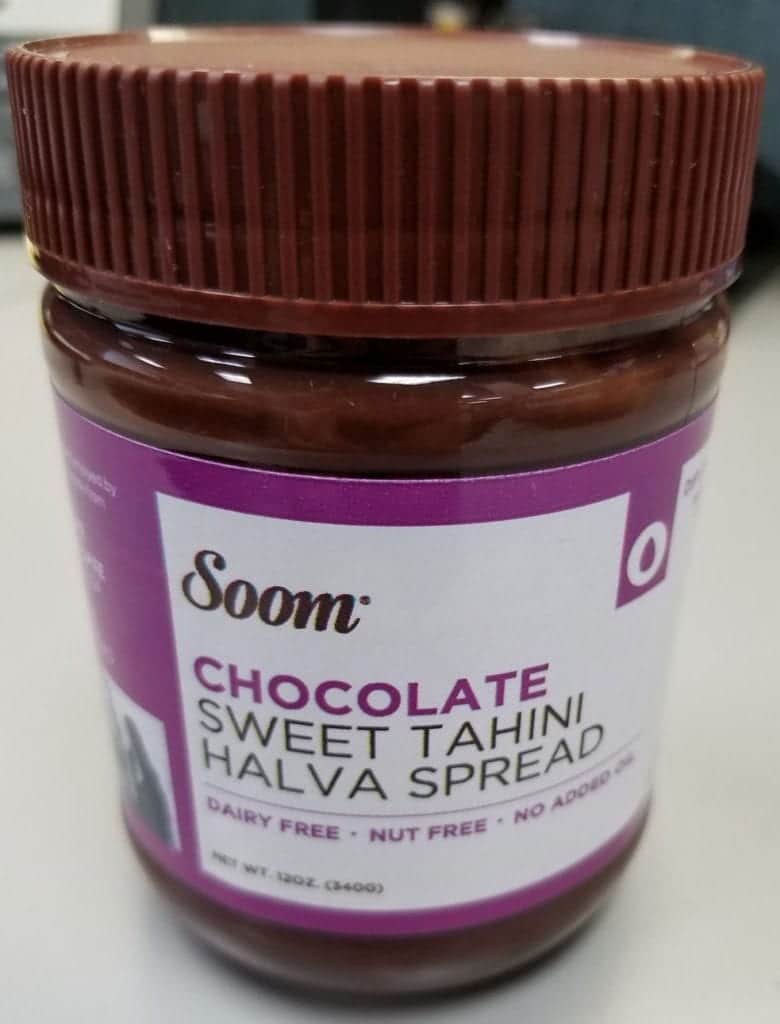 Soom
CHOCOLATE
SWEET TAHINI
HALVA SPREAD
DAIRY FREE · NUT FREE · NO ADDED OIL
NET WT. 12OZ. (340G)